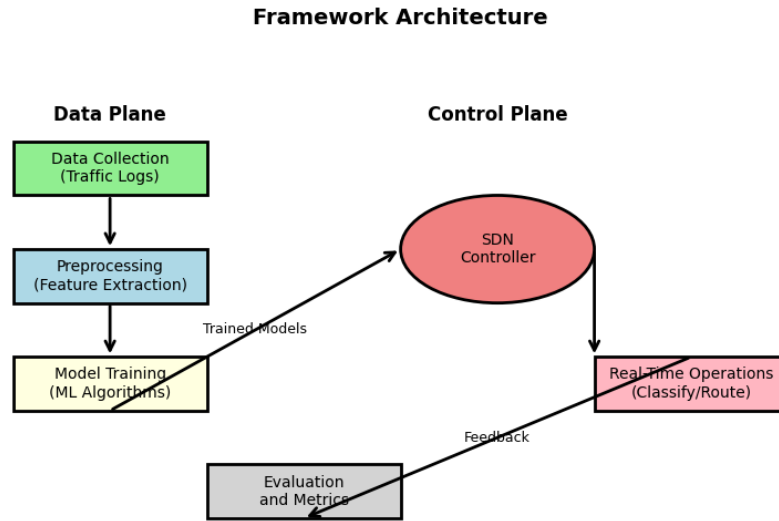 Framework Architecture
Data Plane
Control Plane
Data Collection
(Traffic Logs)
SDN
Controller
Preprocessing
(Feature Extraction)
Trained Models
Model Training
(ML Algorithms)
Real-Time Operations
(Classify/Route)
Feedback
Evaluation
and Metrics